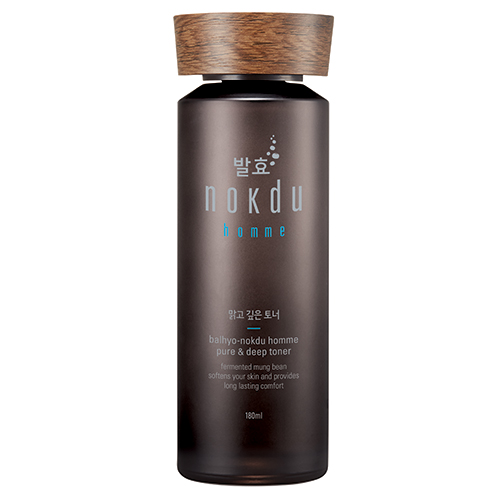 발효
nokdu
homme
맑고 깊은 토너
balhyo-nokdu homme
pure & deep toner
fermented mung bean
softens your skin and provides
long lasting comfort
180ml